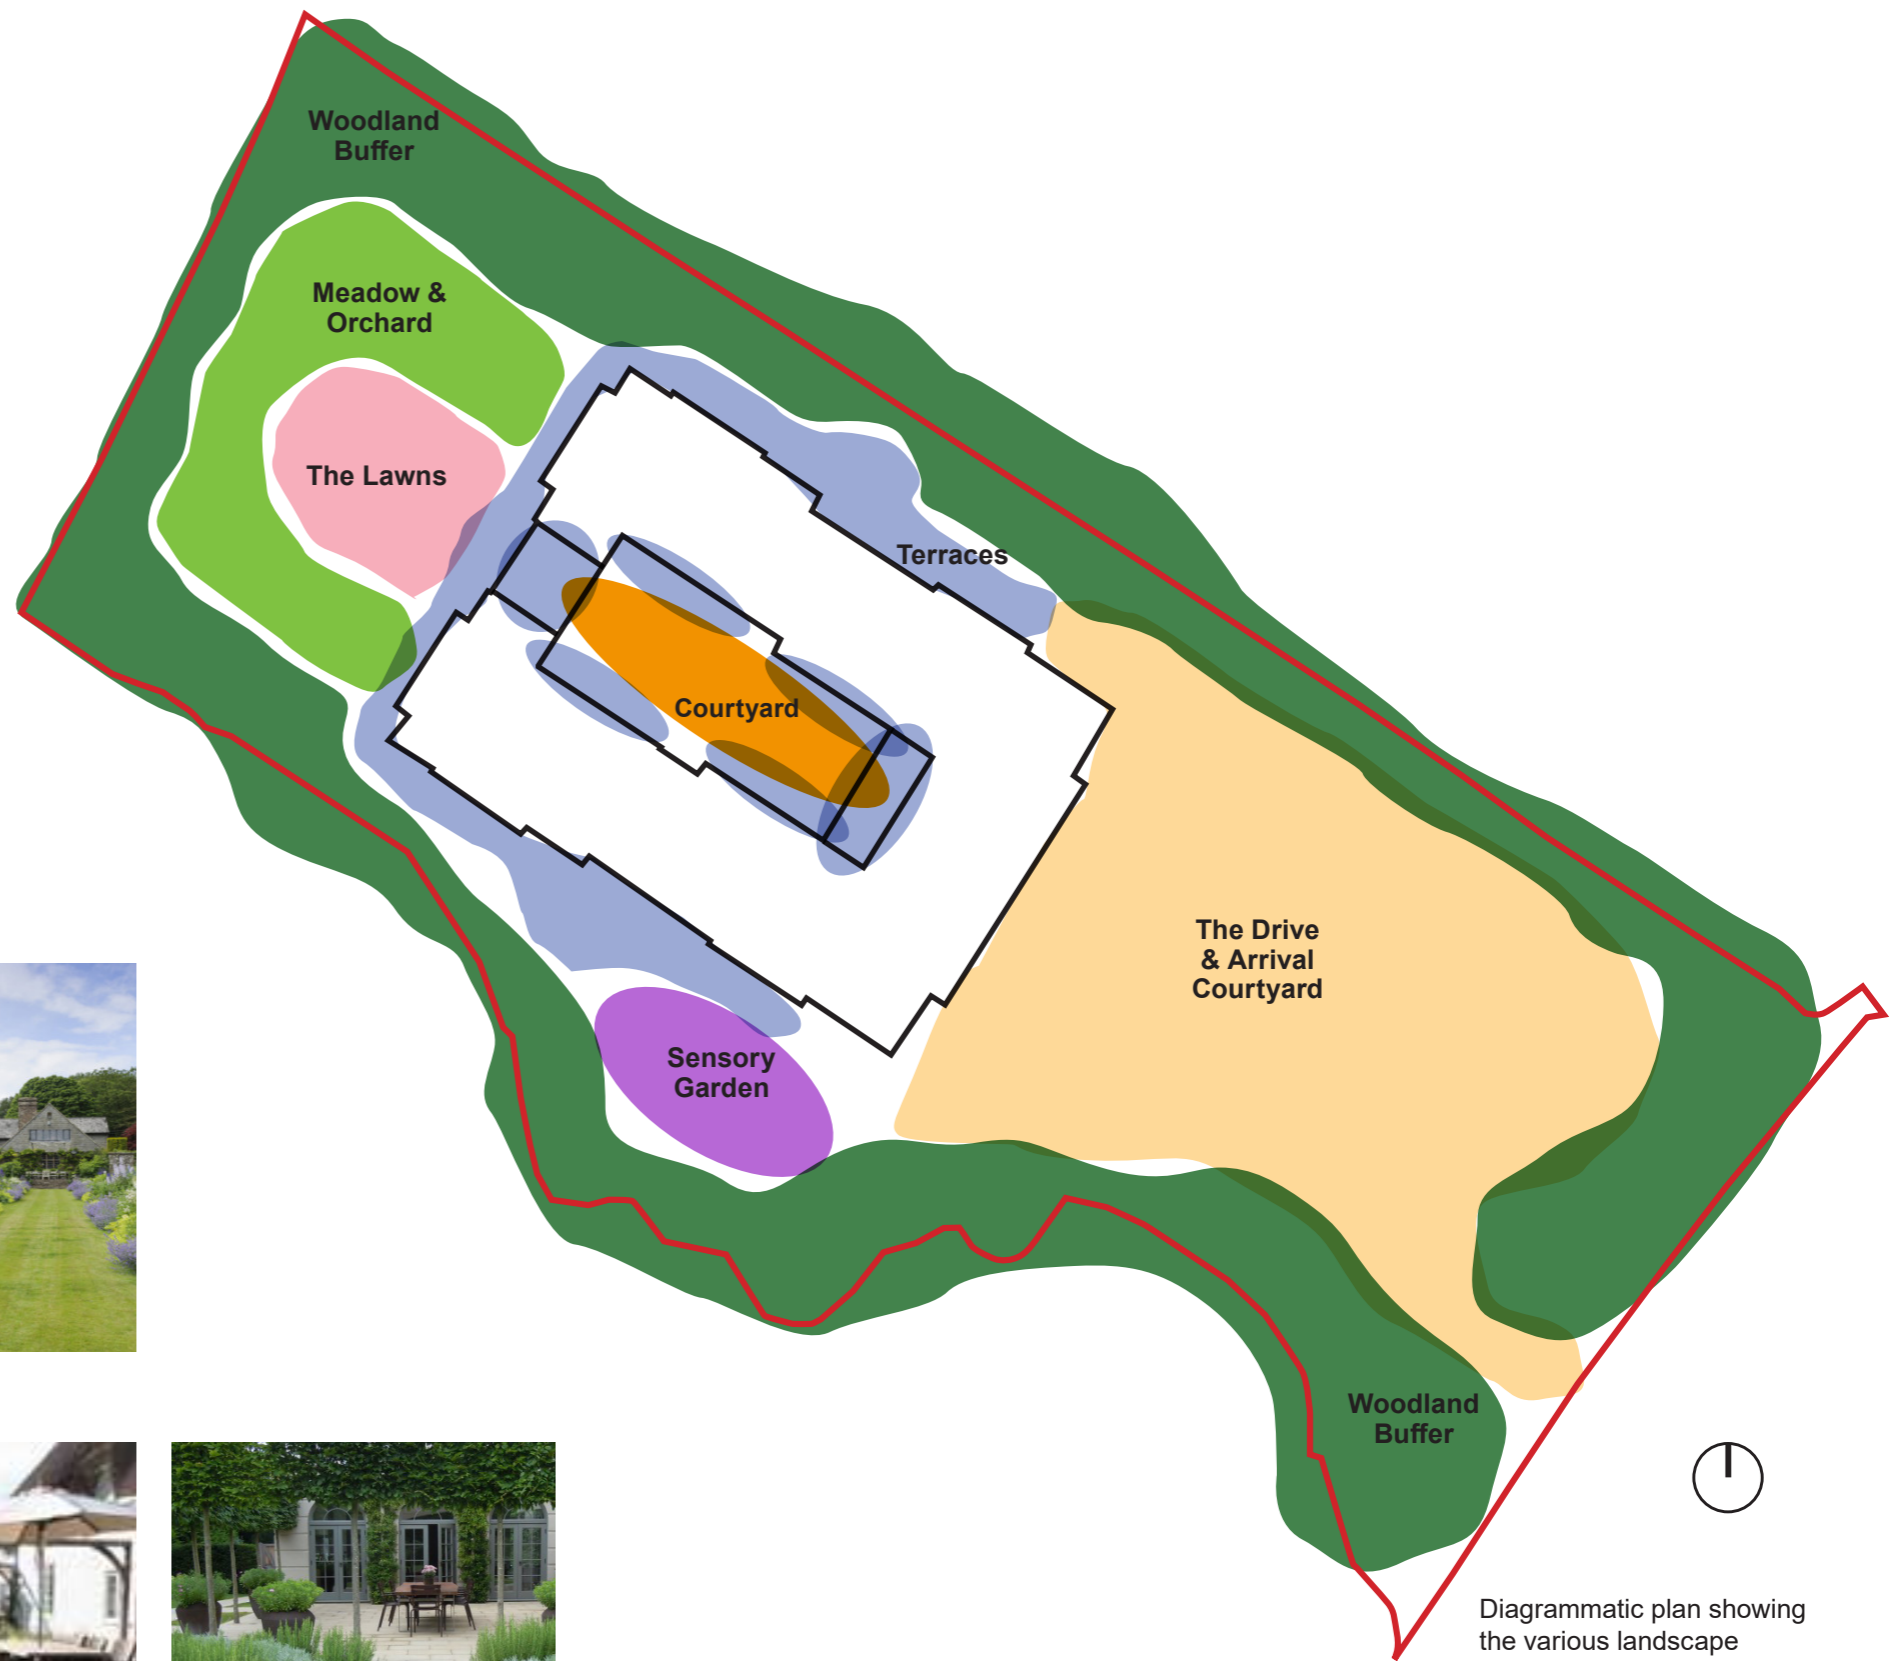 Woodland
Buffer
Meadow &
Orchard
The Lawns
Terraces
Courtyard
The Drive
& Arrival
Courtyard
Sensory
Garden
Woodland
Buffer
Diagrammatic plan showing
the various landscape